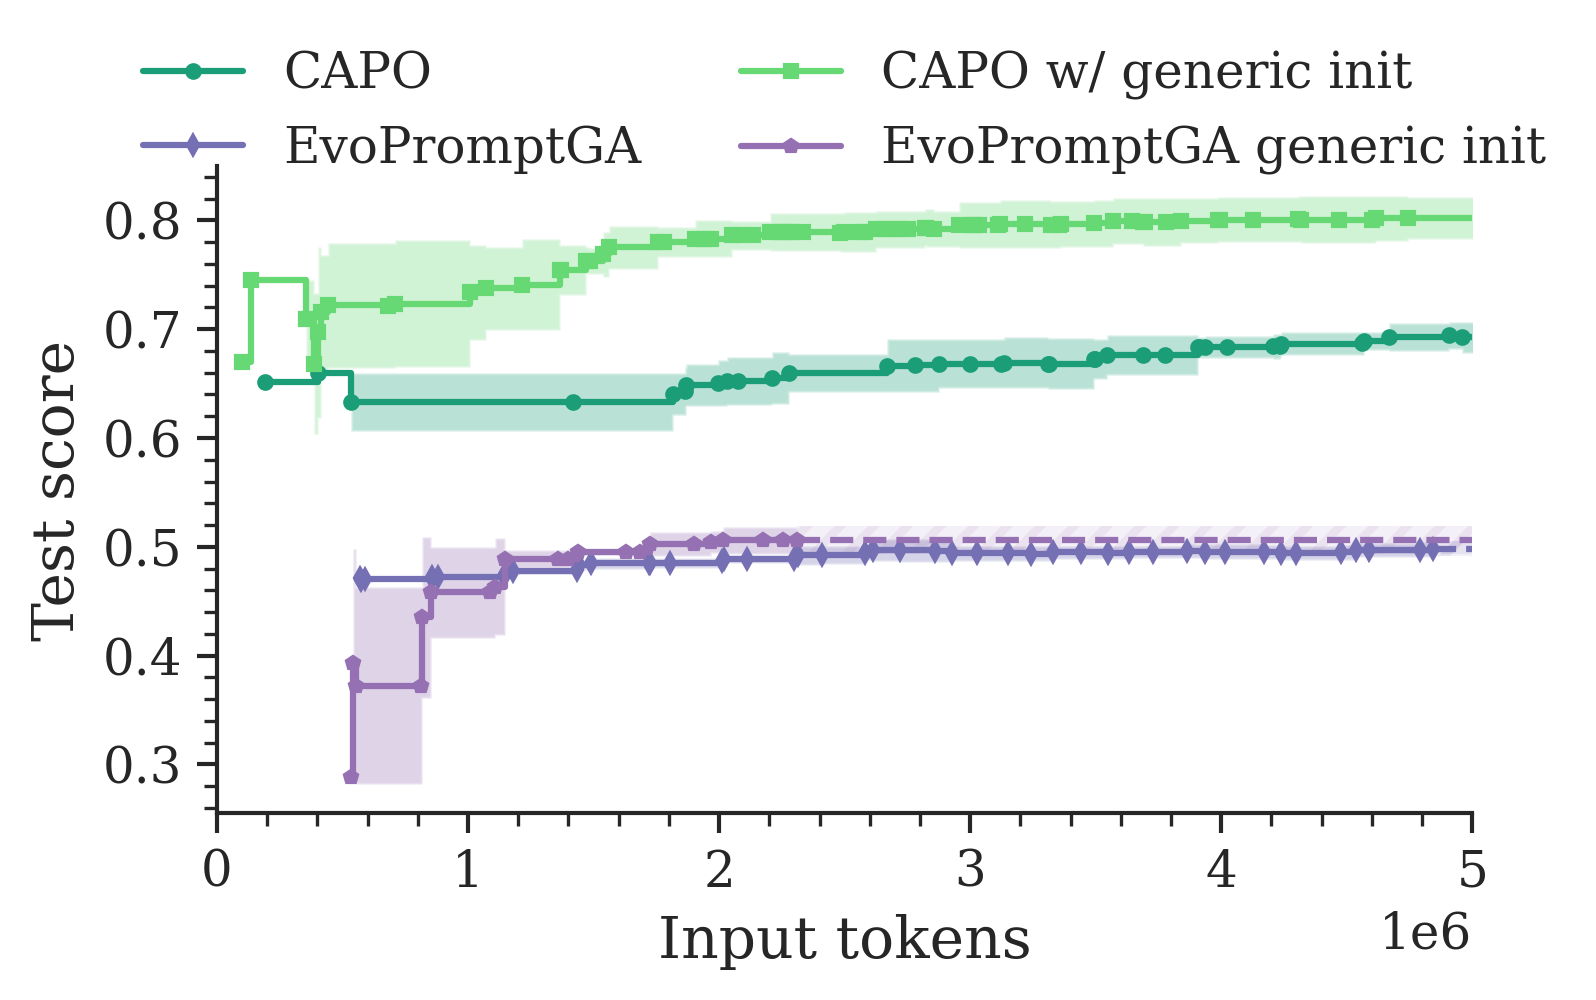 CAPO
CAPO w/ generic init
EvoPromptGA
EvoPromptGA generic init
0.8
0.7
0.6
0.5
0.4
0.3
Test score
0 1 2 3 4 5
1e6
Input tokens